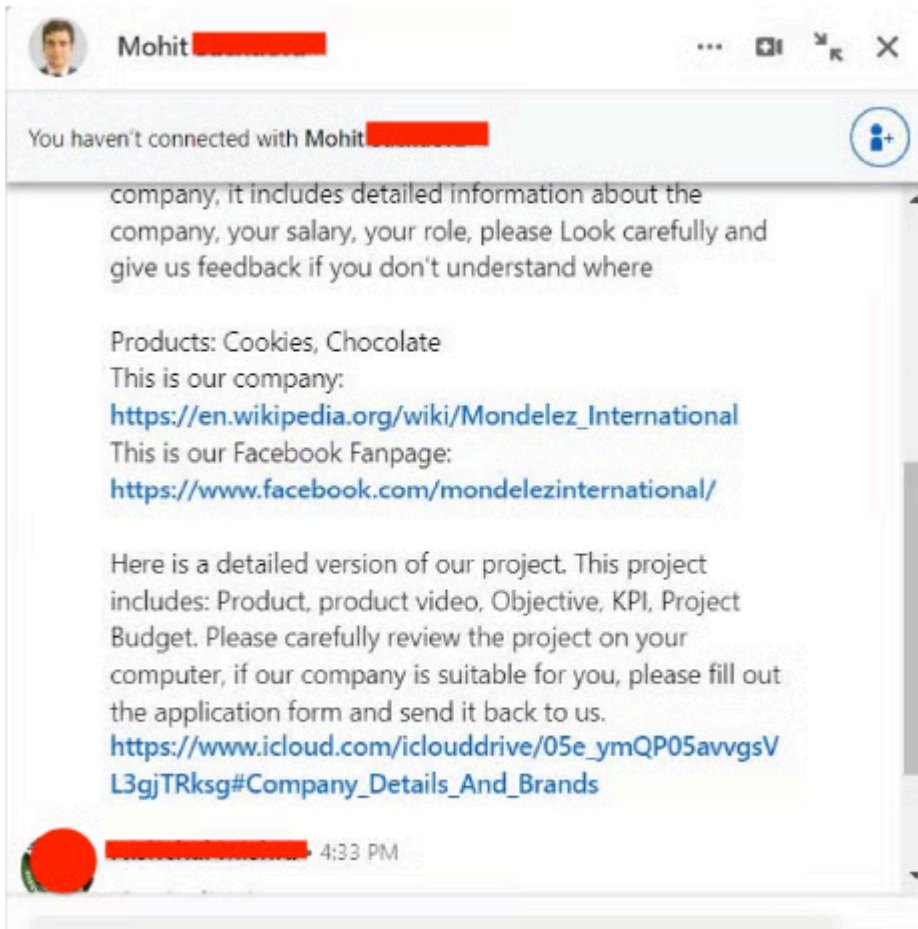 Mohit
You haven't connected with Mohit
company, it includes detailed information about the
company, your salary, your role, please Look carefully and
give us feedback if you don't understand where
Products: Cookies, Chocolate
This is our company:
https://en.wikipedia.org/wiki/Mondelez_International
This is our Facebook Fanpage:
https://www.facebook.com/mondelezinternational/
Here is a detailed version of our project. This project
includes: Product, product video, Objective, KPI, Project
Budget. Please carefully review the project on your
computer, if our company is suitable for you, please fill out
the application form and send it back to us.
https://www.icloud.com/iclouddrive/05e_ymQP05avvgsV
L3gjTRksg#Company_Details_And_Brands
• 4:33 PM